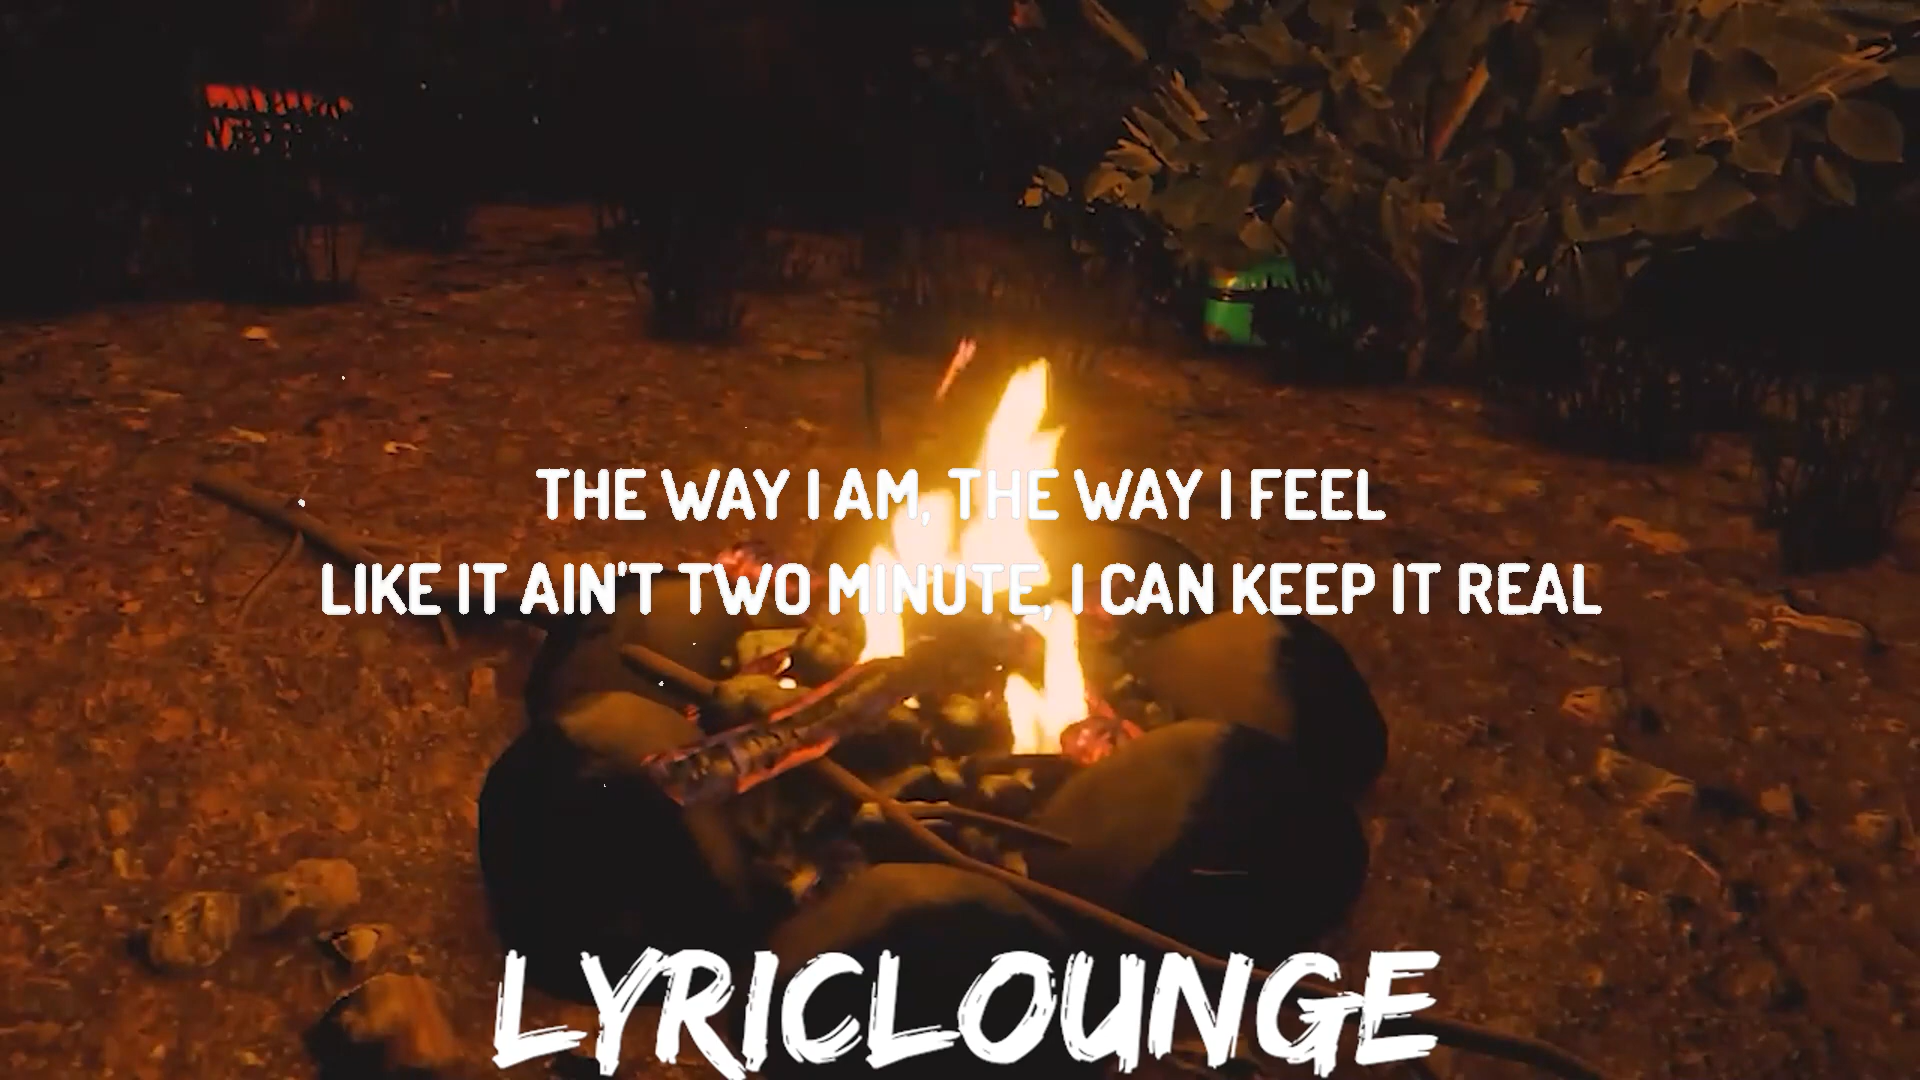 THE WAY I AM, THE WAY I FEEL
LIKE IT AIN'T TWO MINUTE, I CAN KEEP IT REAL
LYRICLOUNGE